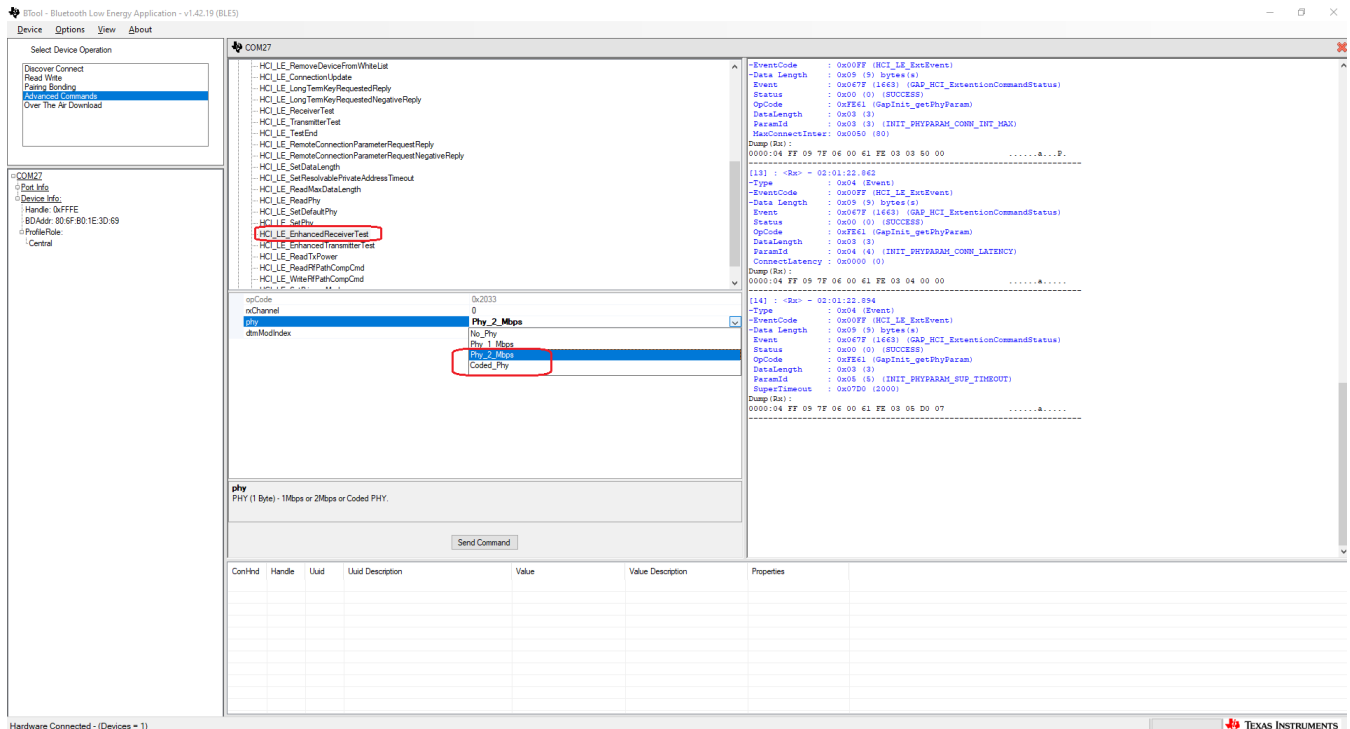 BTool - Bluetooth Low Energy Application - v1.42.19 (BLE5)
Device Options View About
Select Device Operation
Discover Connect
Read Write
Pairing Bonding
Advanced Commands
Over The Air Download
COM27
Port Info
Device Info:
Handle: 0xFFFE
BDAddr: 80:6F:B0:1E:3D:69
ProfileRole:
Central
COM27
HCI_LE_RemoveDeviceFromWhiteList
HCI_LE_ConnectionUpdate
HCI_LE_LongTermKeyRequestedReply
HCI_LE_LongTermKeyRequestedNegativeReply
HCI_LE_ReceiverTest
HCI_LE_TransmitterTest
HCI_LE_TestEnd
HCI_LE_RemoteConnectionParameterRequestReply
HCI_LE_RemoteConnectionParameterRequestNegativeReply
HCI_LE_SetDataLength
HCI_LE_SetResolvablePrivateAddressTimeout
HCI_LE_ReadMaxDataLength
HCI_LE_ReadPhy
HCI_LE_SetDefaultPhy
HCI_LE_SetPhy
HCI_LE_EnhancedReceiverTest
HCI_LE_EnhancedTransmitterTest
HCI_LE_ReadTxPower
HCI_LE_ReadRfPathCompCmd
HCI_LE_WriteRfPathCompCmd
opCode 0x2033
rxChannel 0
phy Phy_2_Mbps
dtmModIndex No_Phy
Phy_1_Mbps
Phy_2_Mbps
Coded_Phy
phy
PHY (1 Byte) - 1Mbps or 2Mbps or Coded PHY.
Send Command
-EventCode : 0x00FF (HCI_LE_ExtEvent)
-Data Length : 0x09 (9) bytes(s)
Event : 0x067F (1663) (GAP_HCI_ExtentionCommandStatus)
Status : 0x00 (0) (SUCCESS)
OpCode : 0xFE61 (GapInit_getPhyParam)
DataLength : 0x03 (3)
ParamId : 0x03 (3) (INIT_PHYPARAM_CONN_INT_MAX)
MaxConnectInter: 0x0050 (80)
Dump(Rx):
0000:04 FF 09 7F 06 00 61 FE 03 03 50 00 ......a...P.
[13] : <Rx> - 02:01:22.862
-Type : 0x04 (Event)
-EventCode : 0x00FF (HCI_LE_ExtEvent)
-Data Length : 0x09 (9) bytes(s)
Event : 0x067F (1663) (GAP_HCI_ExtentionCommandStatus)
Status : 0x00 (0) (SUCCESS)
OpCode : 0xFE61 (GapInit_getPhyParam)
DataLength : 0x03 (3)
ParamId : 0x04 (4) (INIT_PHYPARAM_CONN_LATENCY)
ConnectLatency : 0x0000 (0)
Dump(Rx):
0000:04 FF 09 7F 06 00 61 FE 03 04 00 00 ......a.....
[14] : <Rx> - 02:01:22.894
-Type : 0x04 (Event)
-EventCode : 0x00FF (HCI_LE_ExtEvent)
-Data Length : 0x09 (9) bytes(s)
Event : 0x067F (1663) (GAP_HCI_ExtentionCommandStatus)
Status : 0x00 (0) (SUCCESS)
OpCode : 0xFE61 (GapInit_getPhyParam)
DataLength : 0x03 (3)
ParamId : 0x05 (5) (INIT_PHYPARAM_SUP_TIMEOUT)
SuperTimeout : 0x07D0 (2000)
Dump(Rx):
0000:04 FF 09 7F 06 00 61 FE 03 05 D0 07 ......a.....
ConHnd Handle Uuid Uuid Description Value Value Description Properties
Hardware Connected - (Devices = 1)
TEXAS INSTRUMENTS